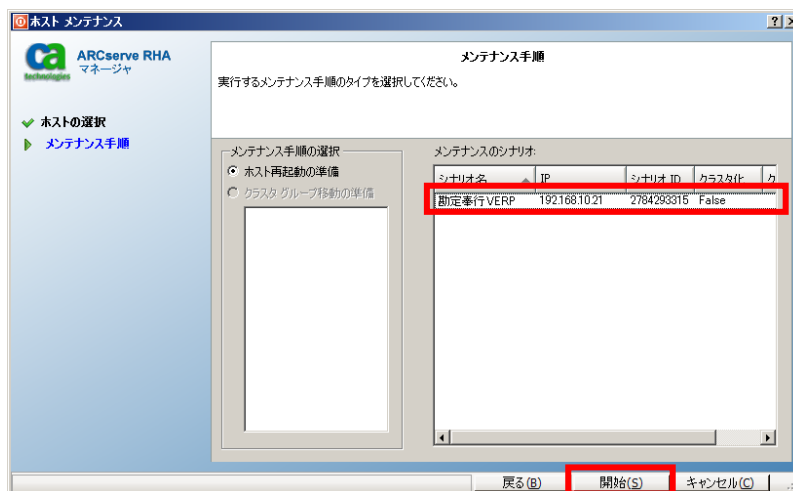 ホスト メンテナンス
ca
technologies
ARCserve RHA
マネージャ
ホストの選択
メンテナンス手順
メンテナンス手順
実行するメンテナンス手順のタイプを選択してください。
メンテナンス手順の選択
ホスト再起動の準備
クラスタ グループ移動の準備
メンテナンスのシナリオ:
シナリオ名 IP シナリオ ID クラスタ化 ク
勘定奉行VERP 192.168.10.21 2784293315 False
戻る(B) 開始(S) キャンセル(C)